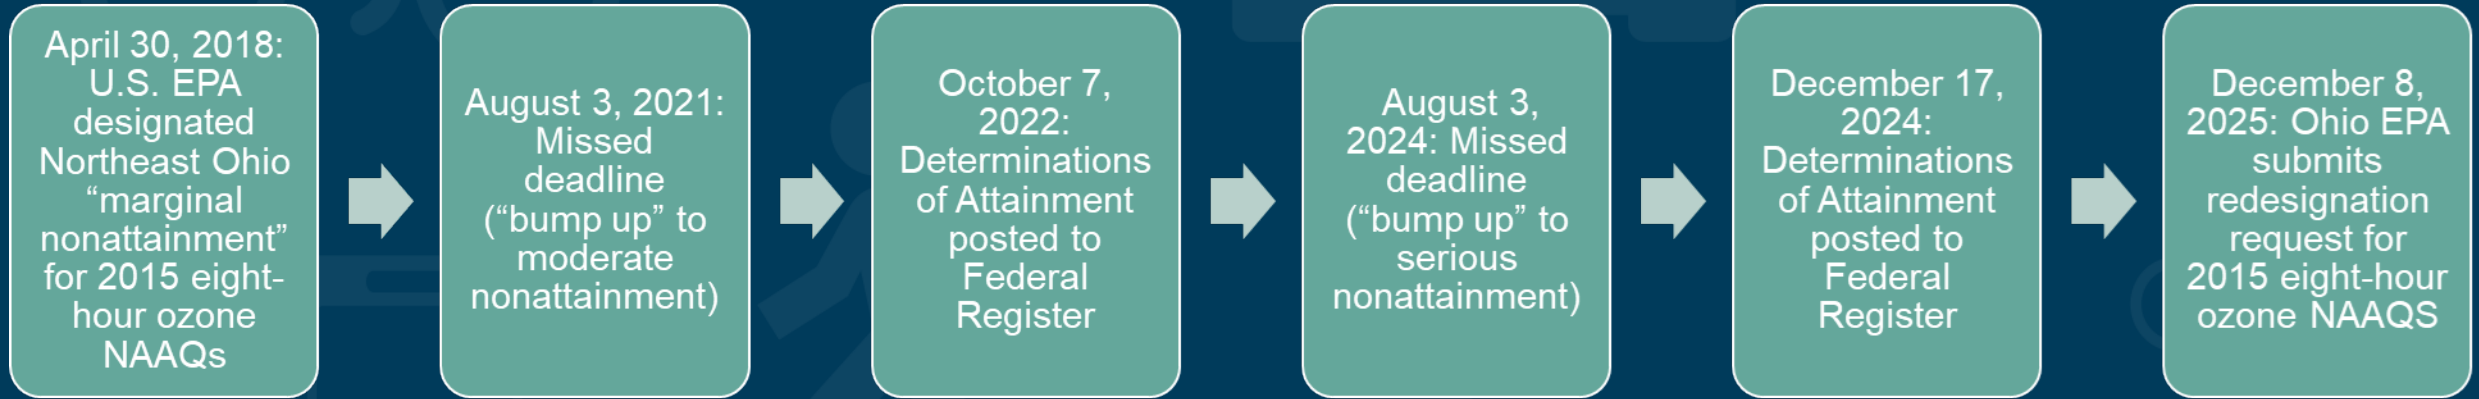 April 30, 2018:
U.S. EPA
designated
Northeast Ohio
“marginal
nonattainment”
for 2015 eight-
hour ozone
NAAQs
August 3, 2021:
Missed
deadline
(“bump up” to
moderate
nonattainment)
October 7,
2022:
Determinations
of Attainment
posted to
Federal
Register
August 3,
2024: Missed
deadline
(“bump up” to
serious
nonattainment)
December 17,
2024:
Determinations
of Attainment
posted to
Federal
Register
December 8,
2025: Ohio EPA
submits
redesignation
request for
2015 eight-hour
ozone NAAQS